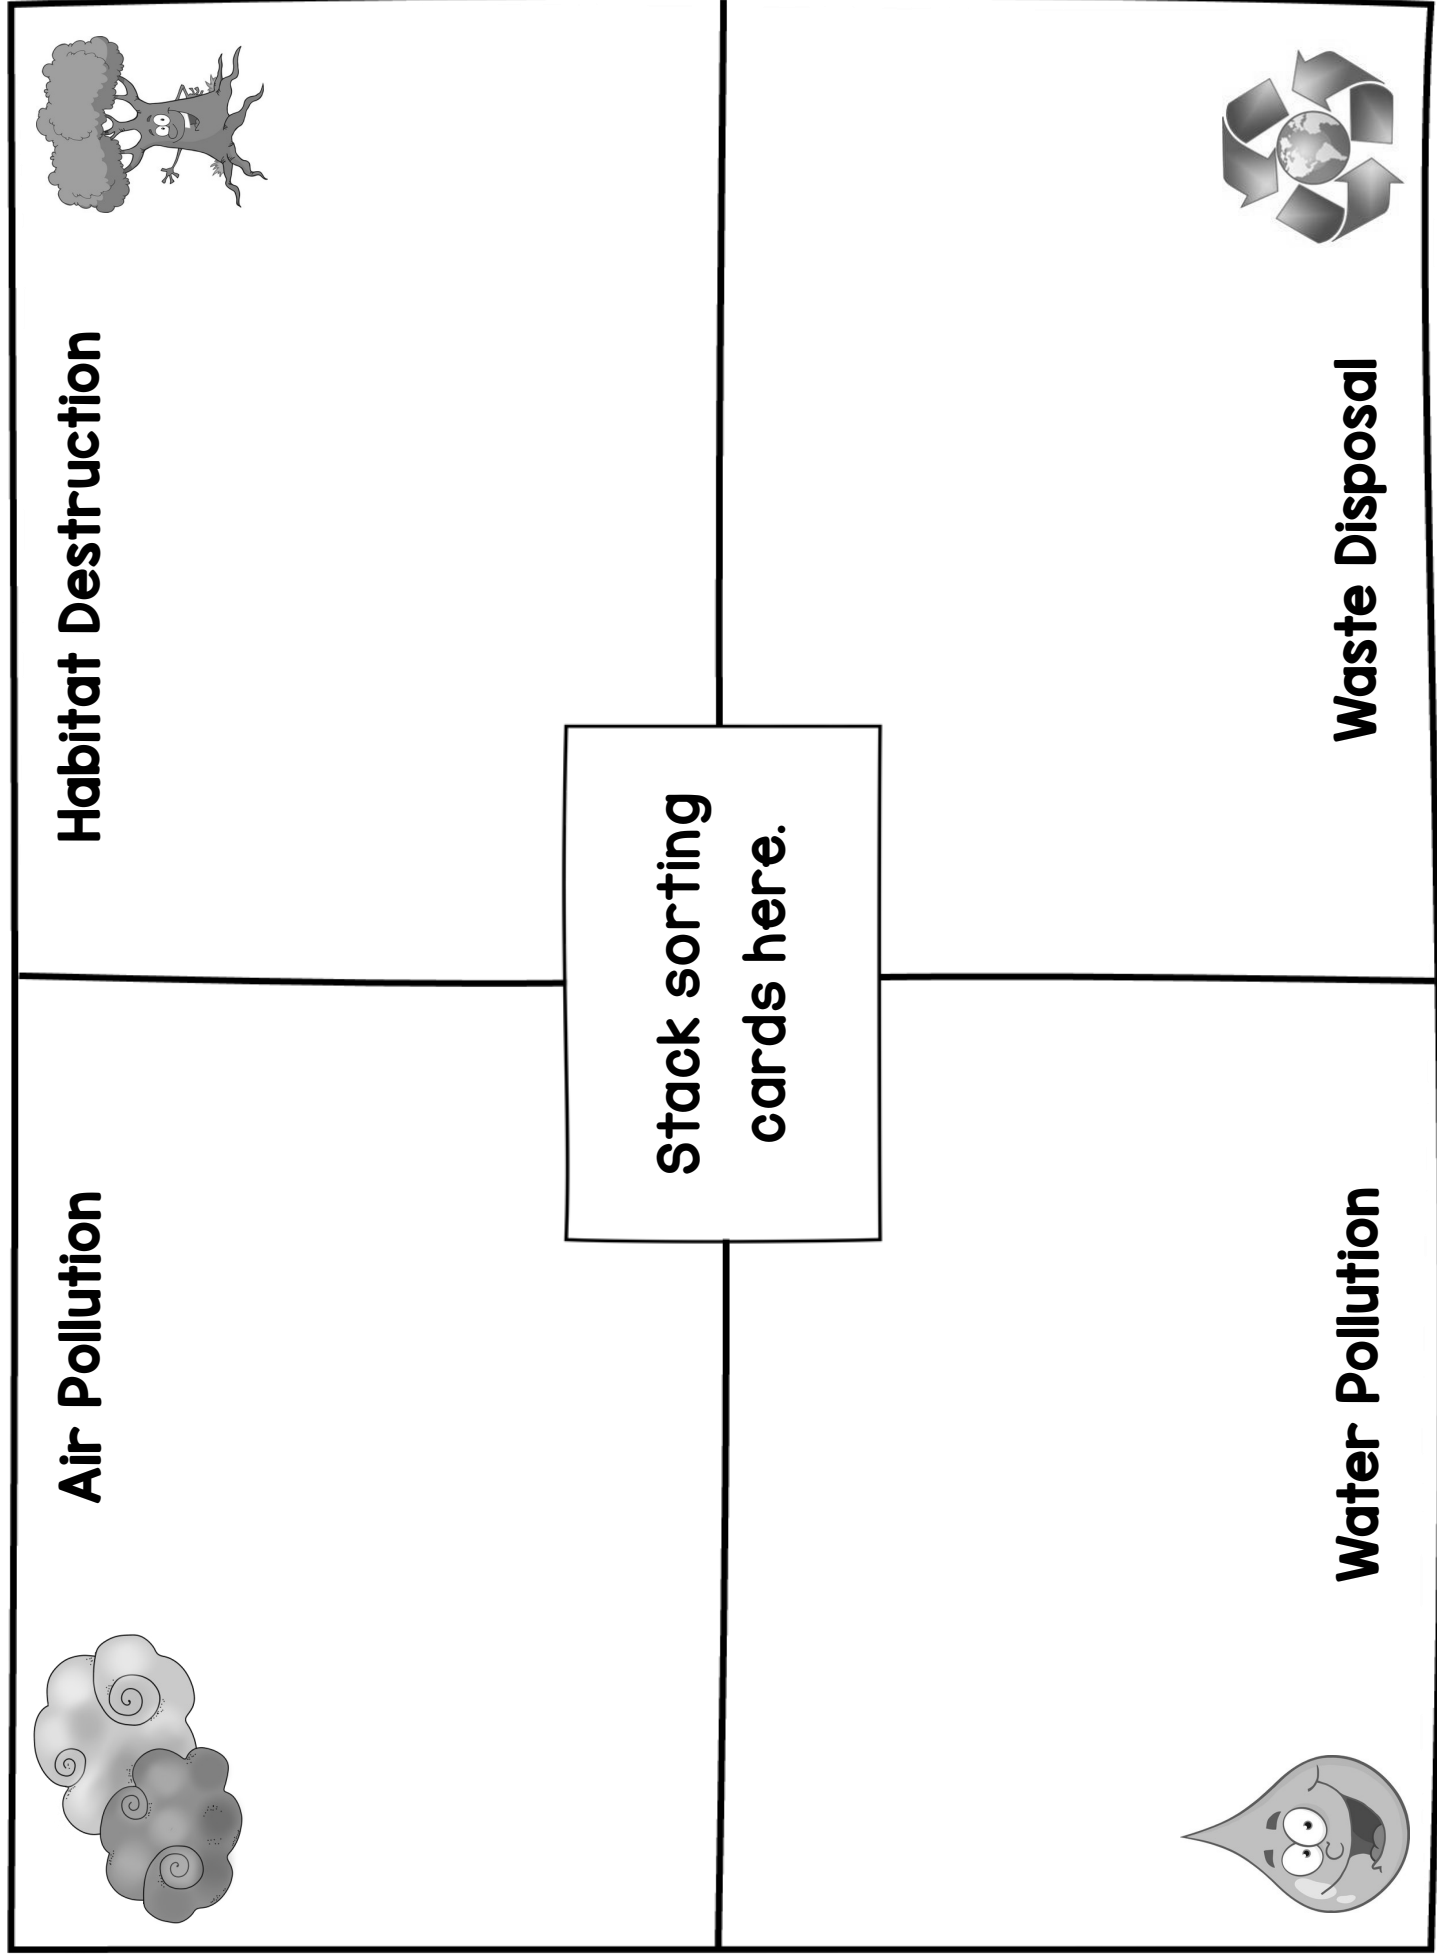 Air Pollution
Habitat Destruction
Stack sorting
cards here.
Water Pollution
Waste Disposal